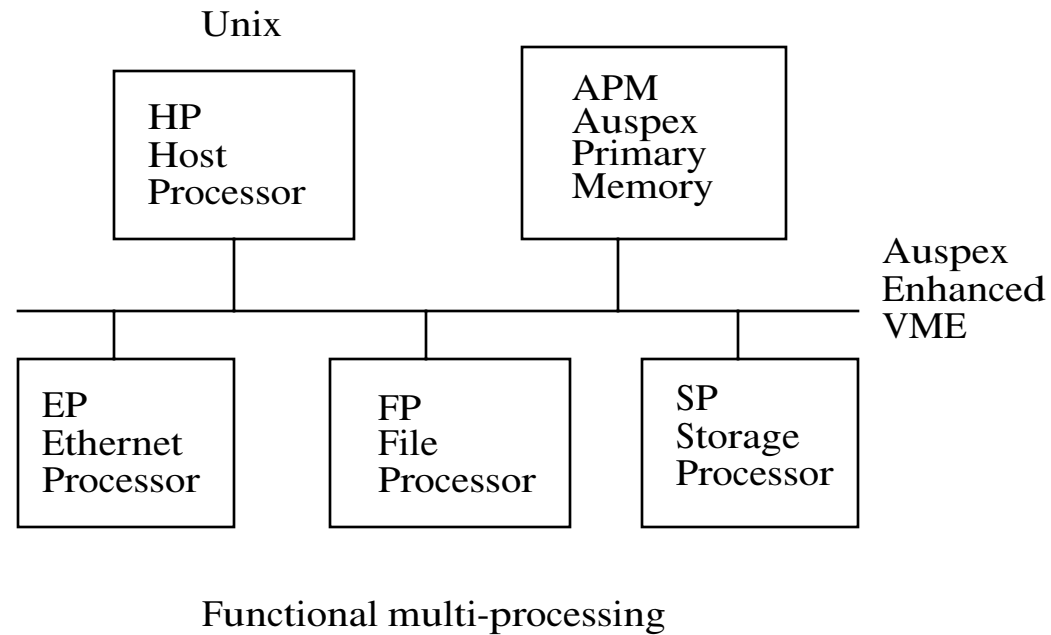 Unix
HP
Host
Processor
APM
Auspex
Primary
Memory
Auspex
Enhanced
VME
EP
Ethernet
Processor
FP
File
Processor
SP
Storage
Processor
Functional multi-processing